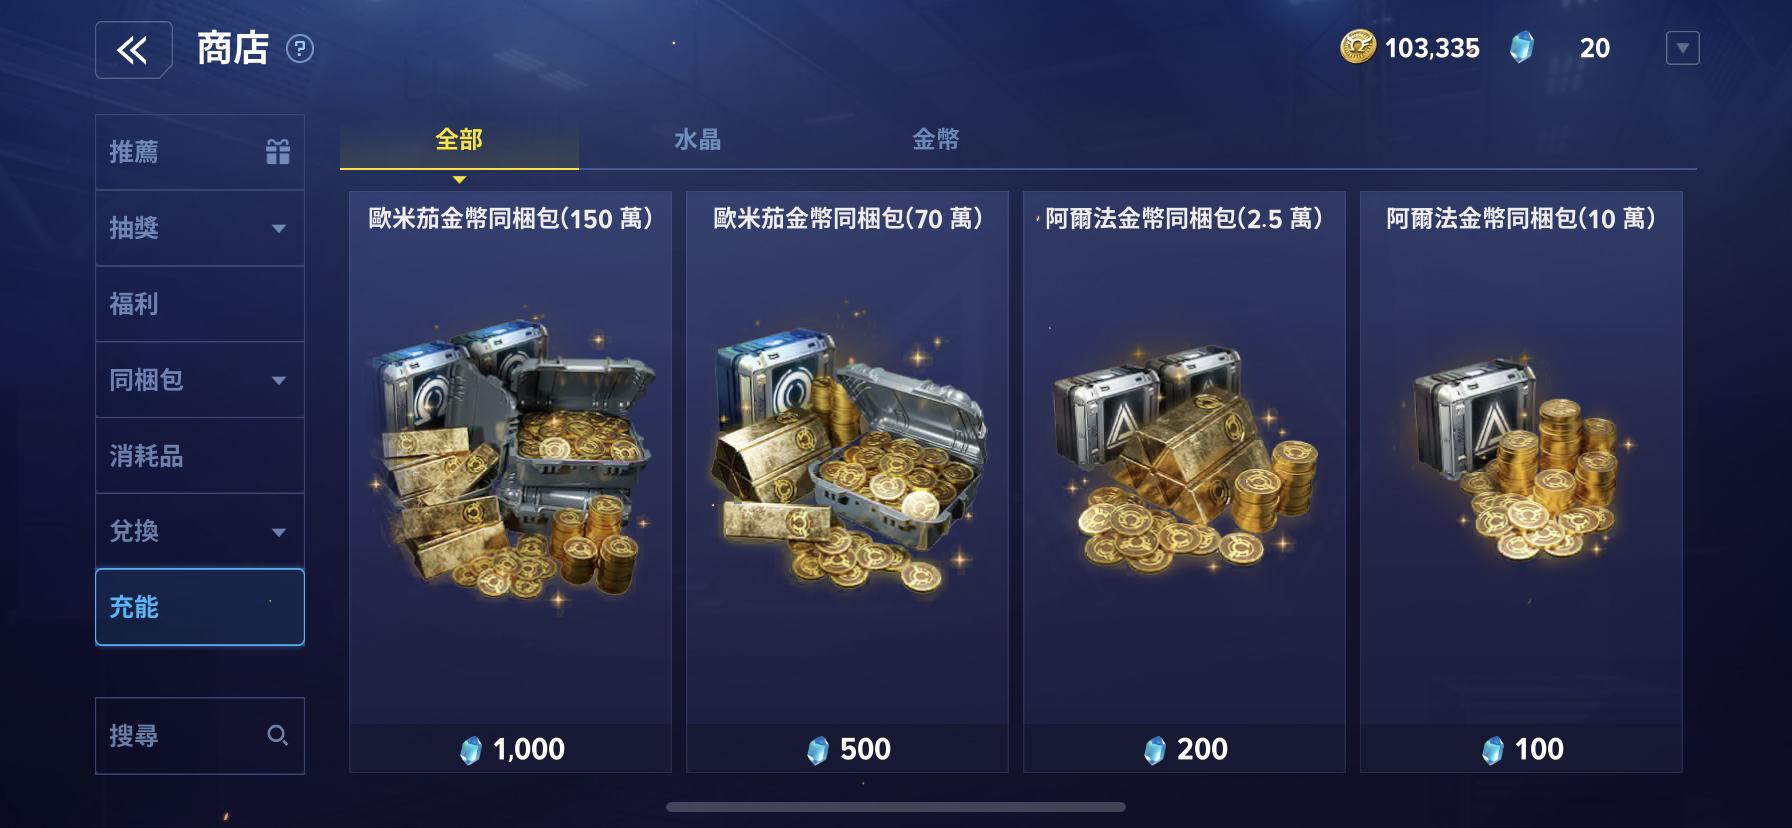 商店 ?
103,335
20
推薦
抽獎
福利
同梱包
消耗品
兌換
充能
搜尋
全部
水晶
金幣
歐米茄金幣同梱包(150 萬)
1,000
歐米茄金幣同梱包(70 萬)
500
阿爾法金幣同梱包(2.5 萬)
200
阿爾法金幣同梱包(10 萬)
100